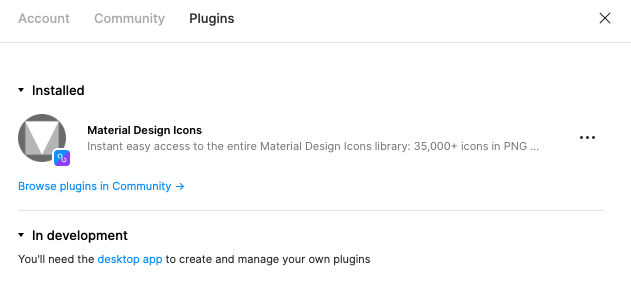 Account Community Plugins
Installed
Material Design Icons
Instant easy access to the entire Material Design Icons library: 35,000+ icons in PNG ...
Browse plugins in Community →
In development
You'll need the desktop app to create and manage your own plugins